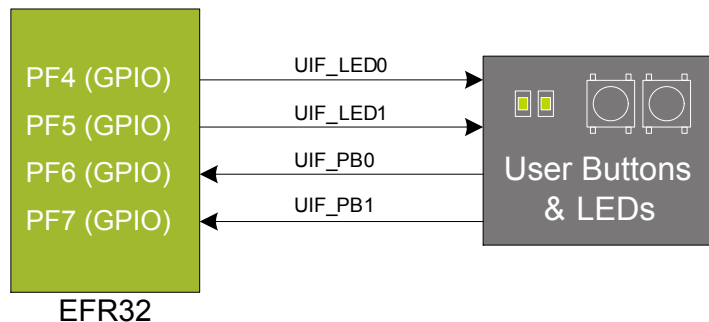 PF4 (GPIO)
PF5 (GPIO)
PF6 (GPIO)
PF7 (GPIO)
EFR32
UIF_LED0
UIF_LED1
UIF_PB0
UIF_PB1
User Buttons
& LEDs